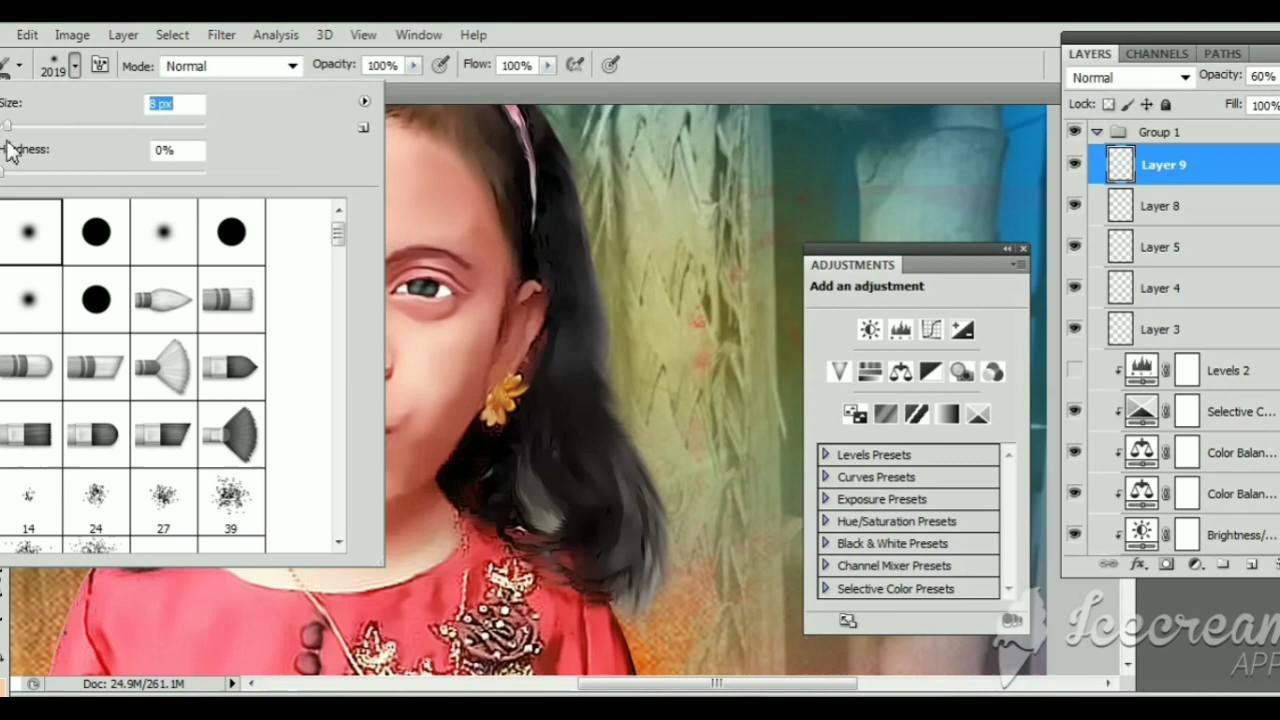 Edit Image Layer Select Filter Analysis 3D View Window Help
2019 Mode: Normal Opacity: 100% Flow: 100%
Size: 8 px
Hardness: 0%
14 24 27 39
ADJUSTMENTS
Add an adjustment
Levels Presets
Curves Presets
Exposure Presets
Hue/Saturation Presets
Black & White Presets
Channel Mixer Presets
Selective Color Presets
LAYERS CHANNELS PATHS
Normal Opacity: 60%
Lock: Fill: 100%
Group 1
Layer 9
Layer 8
Layer 5
Layer 4
Layer 3
Levels 2
Selective C...
Color Balan...
Color Balan...
Brightness/...
fx
Doc: 24.9M/261.1M
Icecream
APP